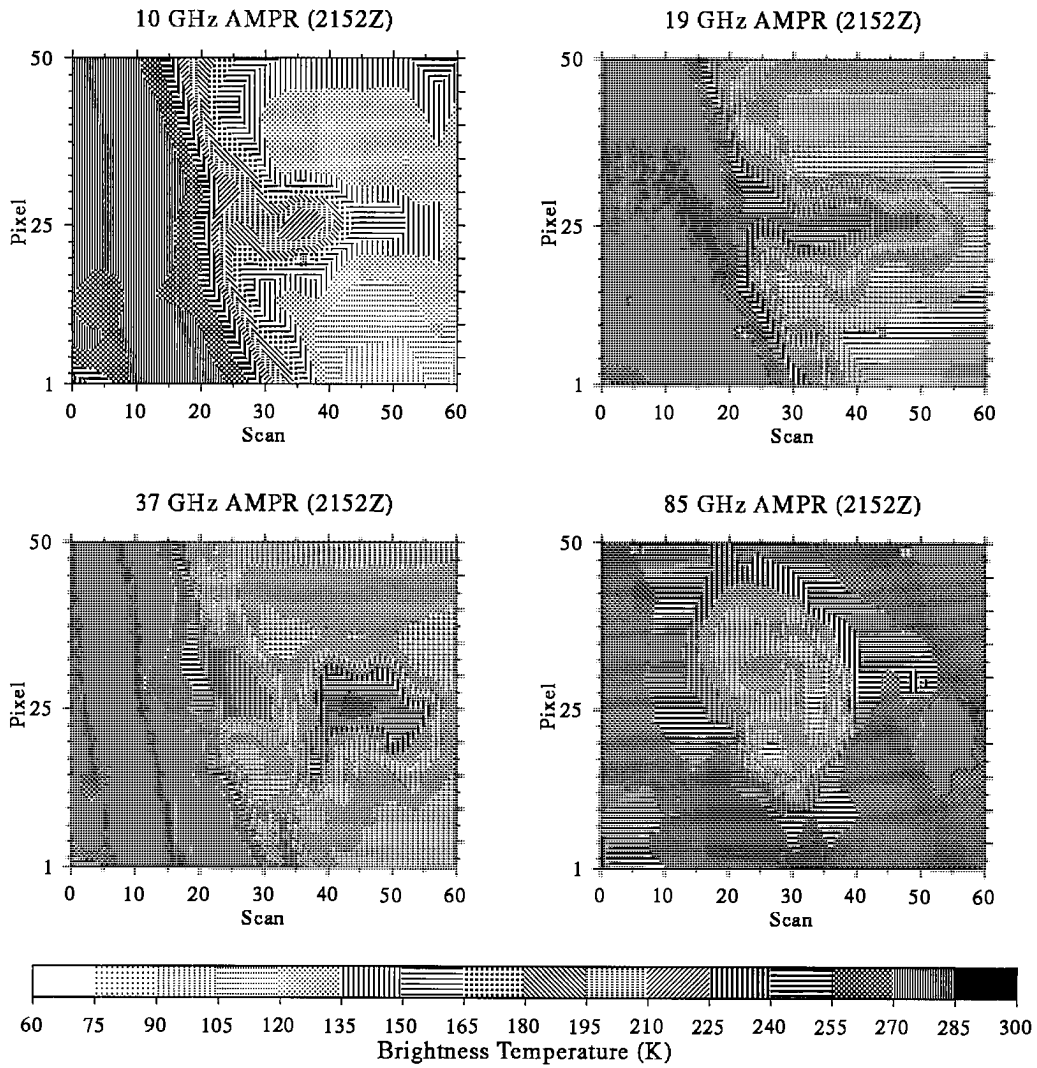 10 GHz AMPR (2152Z)
50
25
1
Pixel
0 10 20 30 40 50 60
Scan
19 GHz AMPR (2152Z)
50
25
1
Pixel
0 10 20 30 40 50 60
Scan
37 GHz AMPR (2152Z)
50
25
1
Pixel
0 10 20 30 40 50 60
Scan
85 GHz AMPR (2152Z)
50
25
1
Pixel
0 10 20 30 40 50 60
Scan
60 75 90 105 120 135 150 165 180 195 210 225 240 255 270 285 300
Brightness Temperature (K)